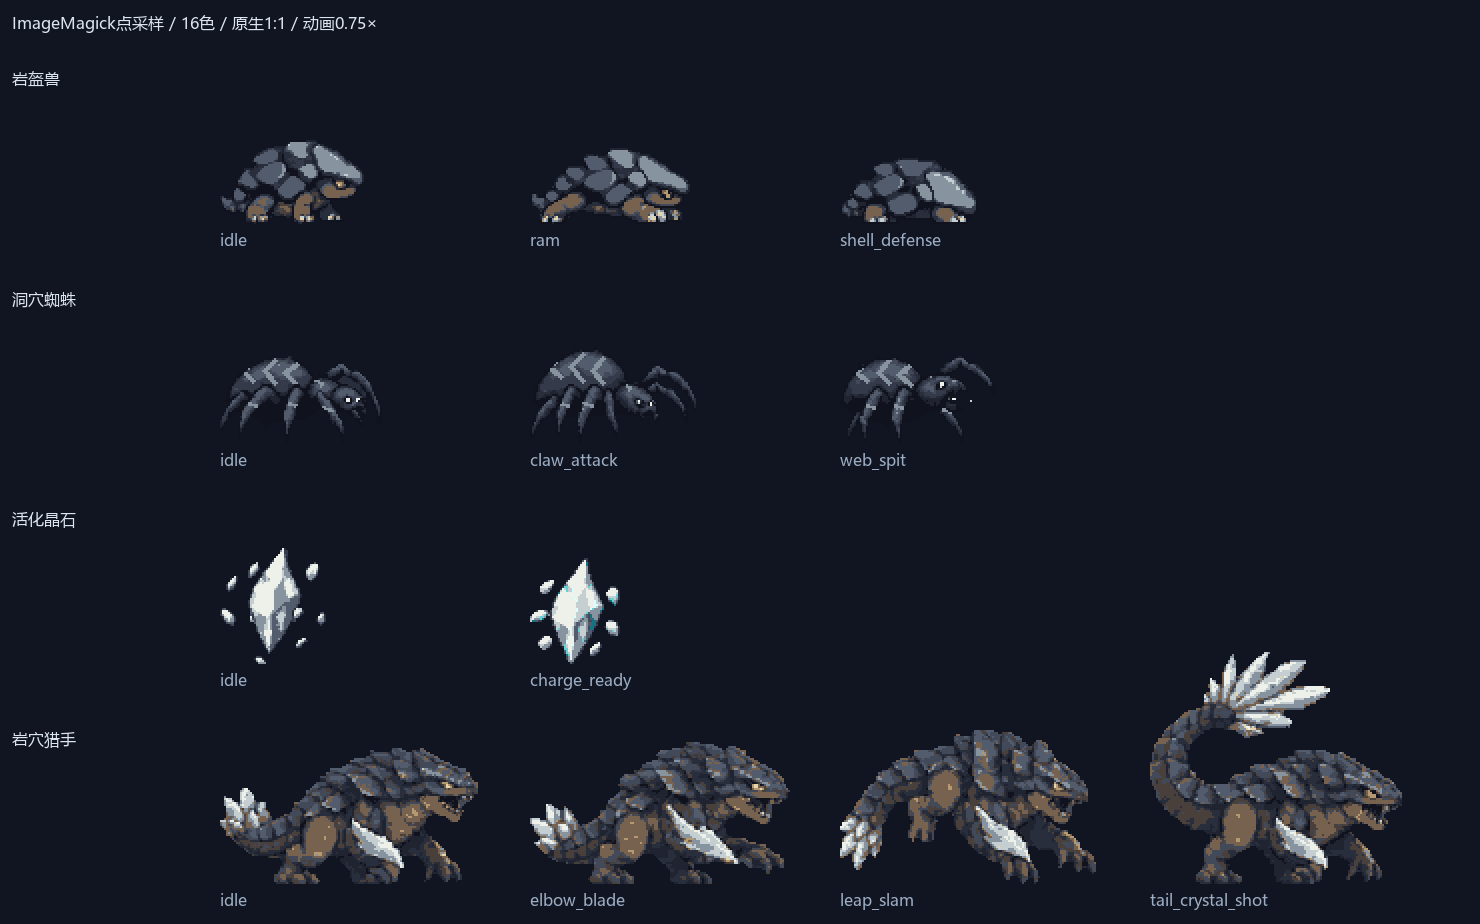 ImageMagick点采样 / 16色 / 原生1:1 / 动画0.75×
岩盔兽
idle
ram
shell_defense
洞穴蜘蛛
idle
claw_attack
web_spit
活化晶石
idle
charge_ready
岩穴猎手
idle
elbow_blade
leap_slam
tail_crystal_shot